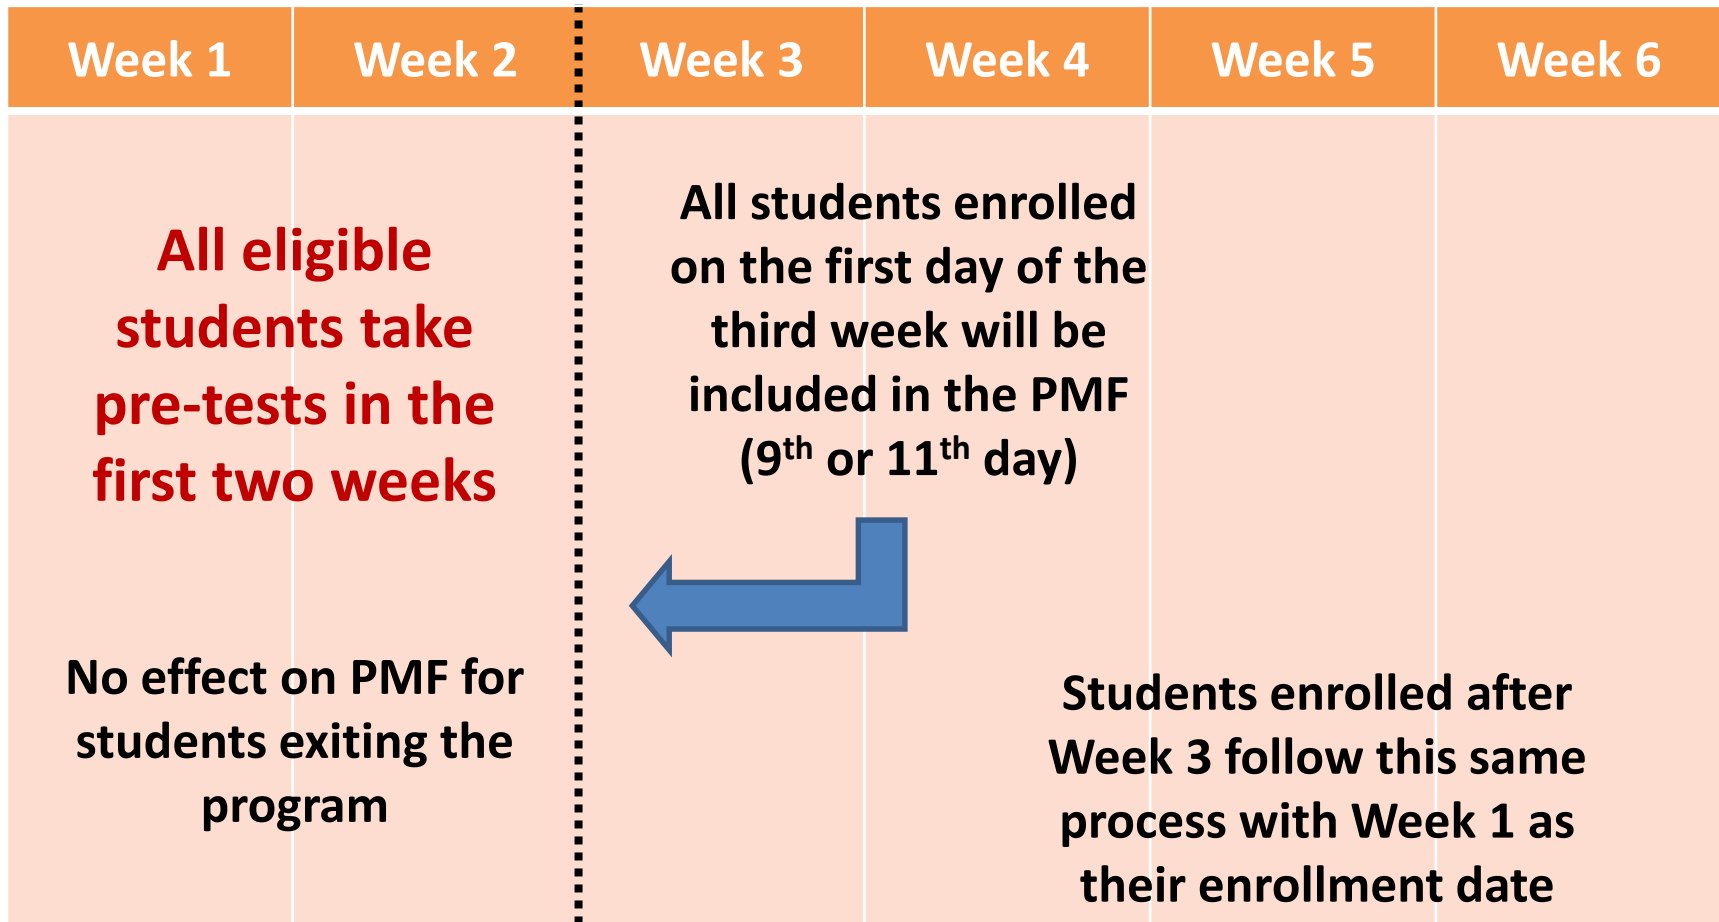 Week 1 Week 2 Week 3 Week 4 Week 5 Week 6
All eligible
students take
pre-tests in the
first two weeks
No effect on PMF for
students exiting the
program
All students enrolled
on the first day of the
third week will be
included in the PMF
(9th or 11th day)
Students enrolled after
Week 3 follow this same
process with Week 1 as
their enrollment date